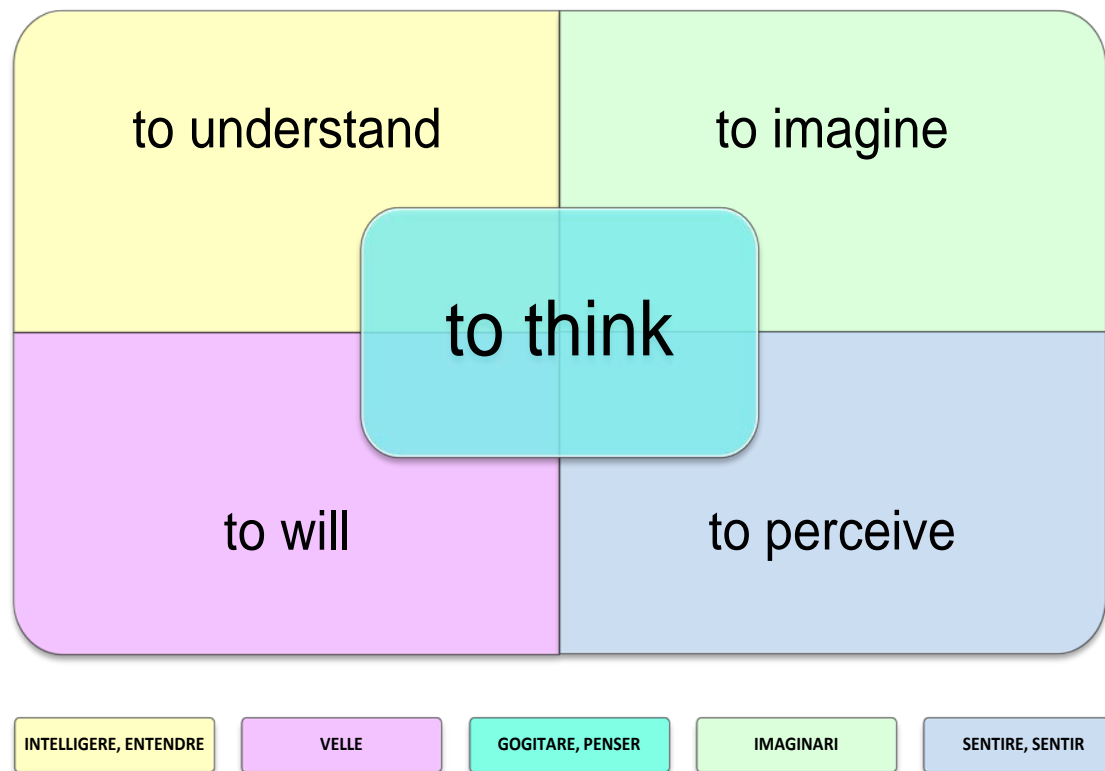 to understand
to imagine
to think
to will
to perceive
INTELLIGERE, ENTENDRE
VELLE
GOGITARE, PENSER
IMAGINARI
SENTIRE, SENTIR